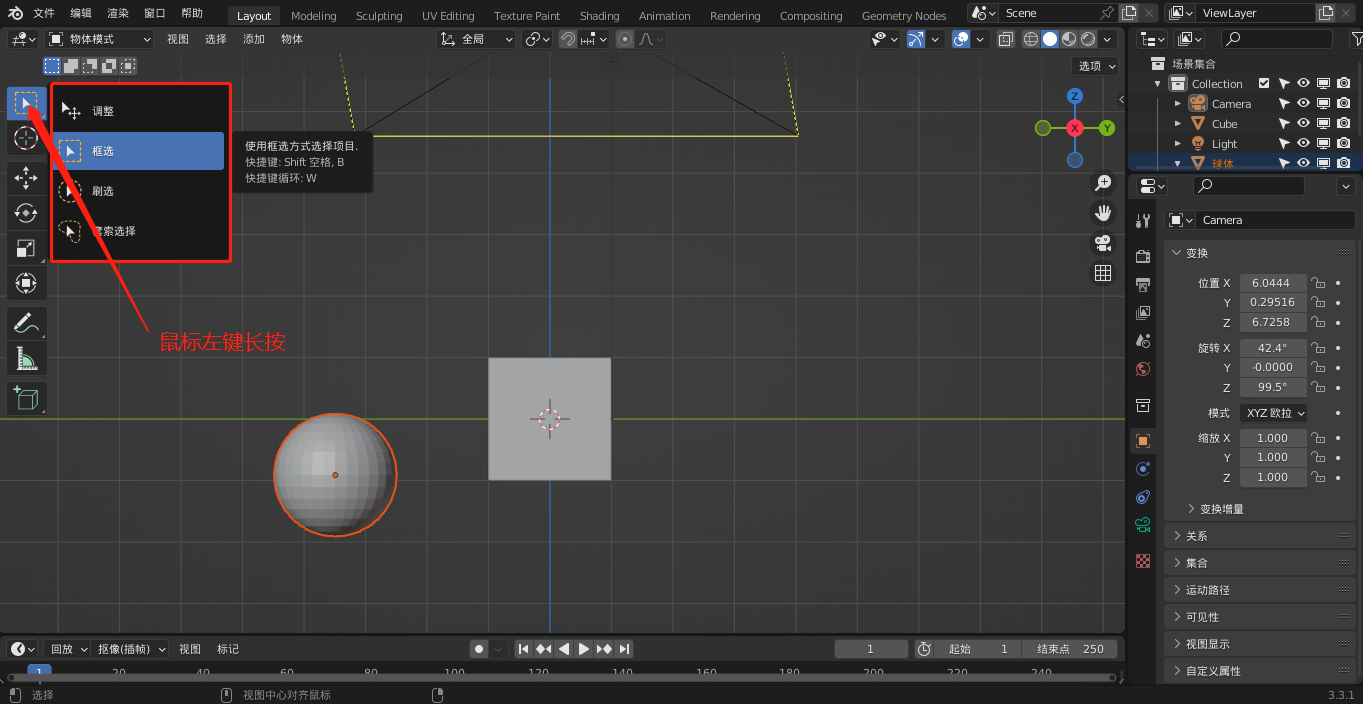 文件 编辑 渲染 窗口 帮助 Layout Modeling Sculpting UV Editing Texture Paint Shading Animation Rendering Compositing Geometry Nodes Scene ViewLayer
物体模式 视图 选择 添加 物体 全局
选项
场景集合
Collection
Camera
Cube
Light
球体
调整
框选
刷选
套索选择
使用框选方式选择项目.
快捷键: Shift 空格, B
快捷键循环: W
鼠标左键长按
Z
X
Y
Camera
变换
位置 X 6.0444
Y 0.29516
Z 6.7258
旋转 X 42.4°
Y -0.0000
Z 99.5°
模式 XYZ 欧拉
缩放 X 1.000
Y 1.000
Z 1.000
变换增量
关系
集合
运动路径
可见性
视图显示
自定义属性
回放 抠像(插帧) 视图 标记 1 起始 1 结束点 250
1 20 40 60 80 100 120 140 160 180 200 220 240
选择 视图中心对齐鼠标 3.3.1